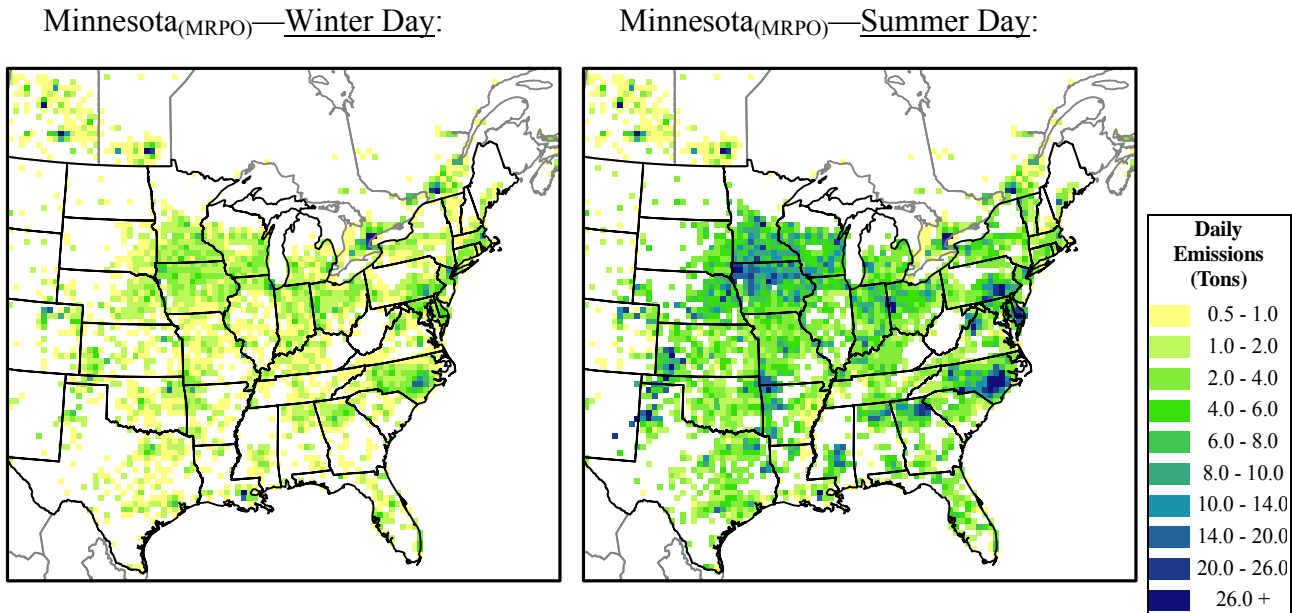 Minnesota(MRPO)—Winter Day:
Minnesota(MRPO)—Summer Day:
Daily
Emissions
(Tons)
0.5 - 1.0
1.0 - 2.0
2.0 - 4.0
4.0 - 6.0
6.0 - 8.0
8.0 - 10.0
10.0 - 14.0
14.0 - 20.0
20.0 - 26.0
26.0 +